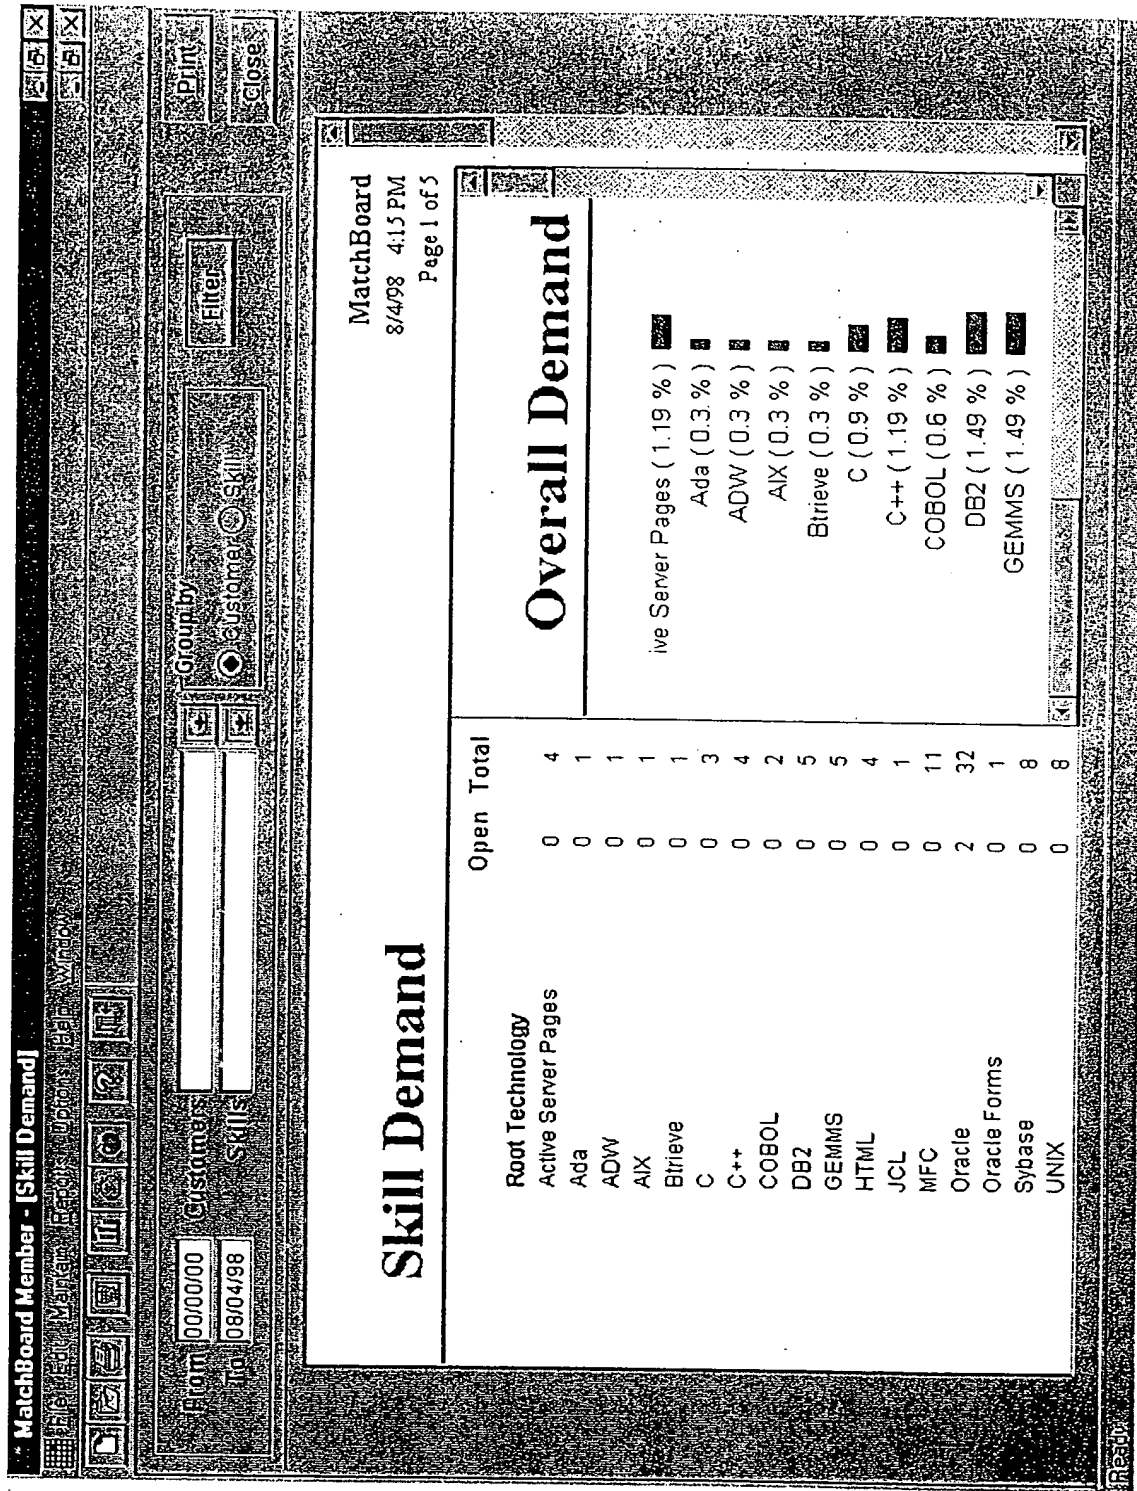 MatchBoard Member - [Skill Demand]
File Edit Maintain Reports Options Help Window
From 00/00/00 Customers
To 08/04/98 Skills
Group by
Customer Skill
Filter
Print
Close
Skill Demand
MatchBoard
8/4/98 4:15 PM
Page 1 of 5
Root Technology Open Total
Active Server Pages 0 4
Ada 0 1
ADW 0 1
AIX 0 1
Btrieve 0 1
C 0 3
C++ 0 4
COBOL 0 2
DB2 0 5
GEMMS 0 5
HTML 0 4
JCL 0 1
MFC 0 11
Oracle 2 32
Oracle Forms 0 1
Sybase 0 8
UNIX 0 8
Overall Demand
ive Server Pages ( 1.19 % )
Ada ( 0.3 % )
ADW ( 0.3 % )
AIX ( 0.3 % )
Btrieve ( 0.3 % )
C ( 0.9 % )
C++ ( 1.19 % )
COBOL ( 0.6 % )
DB2 ( 1.49 % )
GEMMS ( 1.49 % )
Ready